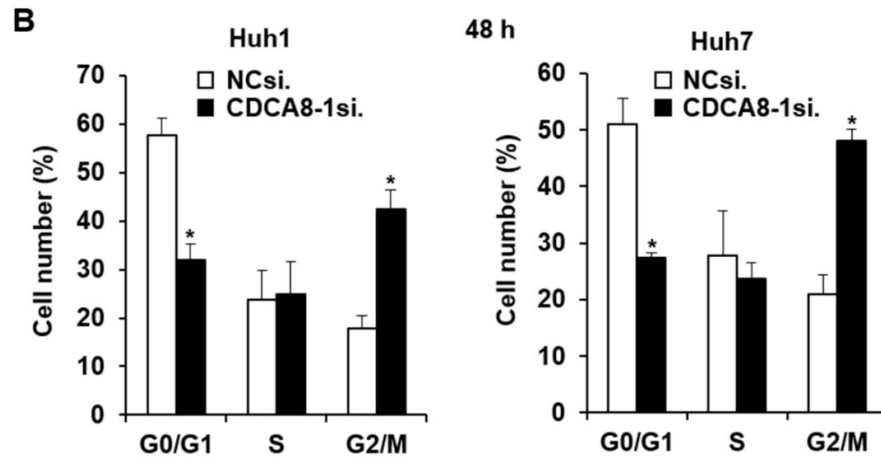 B
48 h
Huh1
NCsi.
CDCA8-1si.
Cell number (%)
70
60
50
40
30
20
10
0
*
*
G0/G1 S G2/M
Huh7
NCsi.
CDCA8-1si.
Cell number (%)
60
50
40
30
20
10
0
*
*
G0/G1 S G2/M